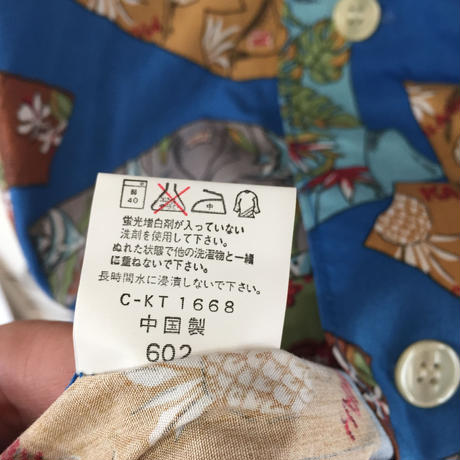 弱
40
中
蛍光増白剤が入っていない
洗剤を使用して下さい。
ぬれた状態で他の洗濯物と一緒
に重ねないで下さい。
長時間水に浸漬しないで下さい。
C-KT 1668
中国製
602